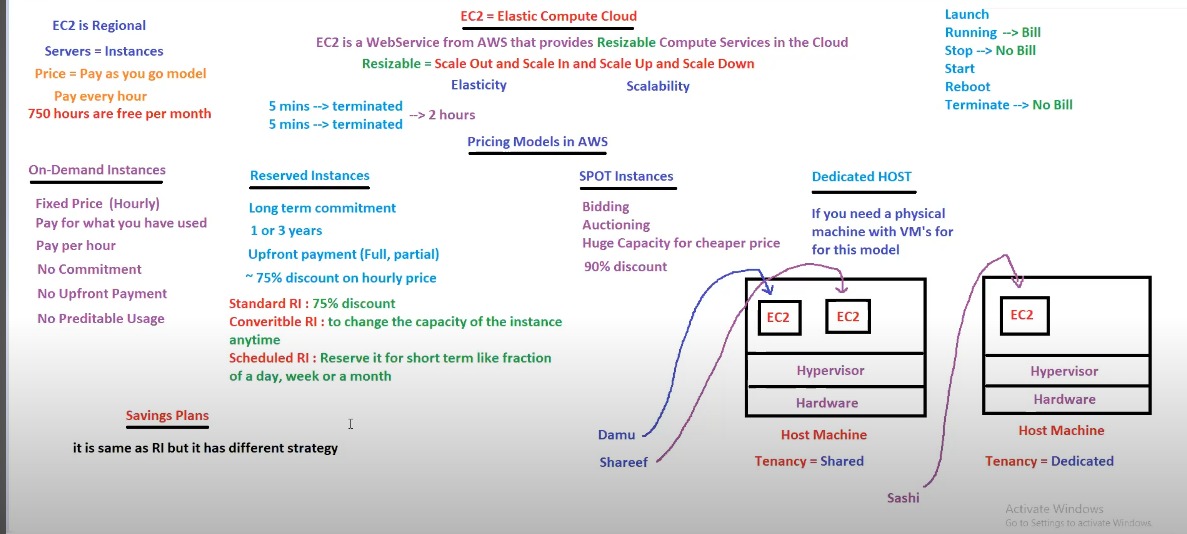 EC2 = Elastic Compute Cloud
EC2 is Regional
Servers = Instances
Price = Pay as you go model
Pay every hour
750 hours are free per month
EC2 is a WebService from AWS that provides Resizable Compute Services in the Cloud
Resizable = Scale Out and Scale In and Scale Up and Scale Down
Elasticity
Scalability
5 mins --> terminated
5 mins --> terminated
--> 2 hours
Launch
Running --> Bill
Stop --> No Bill
Start
Reboot
Terminate --> No Bill
Pricing Models in AWS
On-Demand Instances
Fixed Price (Hourly)
Pay for what you have used
Pay per hour
No Commitment
No Upfront Payment
No Preditable Usage
Reserved Instances
Long term commitment
1 or 3 years
Upfront payment (Full, partial)
~ 75% discount on hourly price
Standard RI : 75% discount
Converitble RI : to change the capacity of the instance
anytime
Scheduled RI : Reserve it for short term like fraction
of a day, week or a month
SPOT Instances
Bidding
Auctioning
Huge Capacity for cheaper price
90% discount
Dedicated HOST
If you need a physical
machine with VM's for
for this model
EC2
EC2
Hypervisor
Hardware
Host Machine
Tenancy = Shared
EC2
Hypervisor
Hardware
Host Machine
Tenancy = Dedicated
Damu
Shareef
Sashi
Savings Plans
it is same as RI but it has different strategy
Activate Windows
Go to Settings to activate Windows.